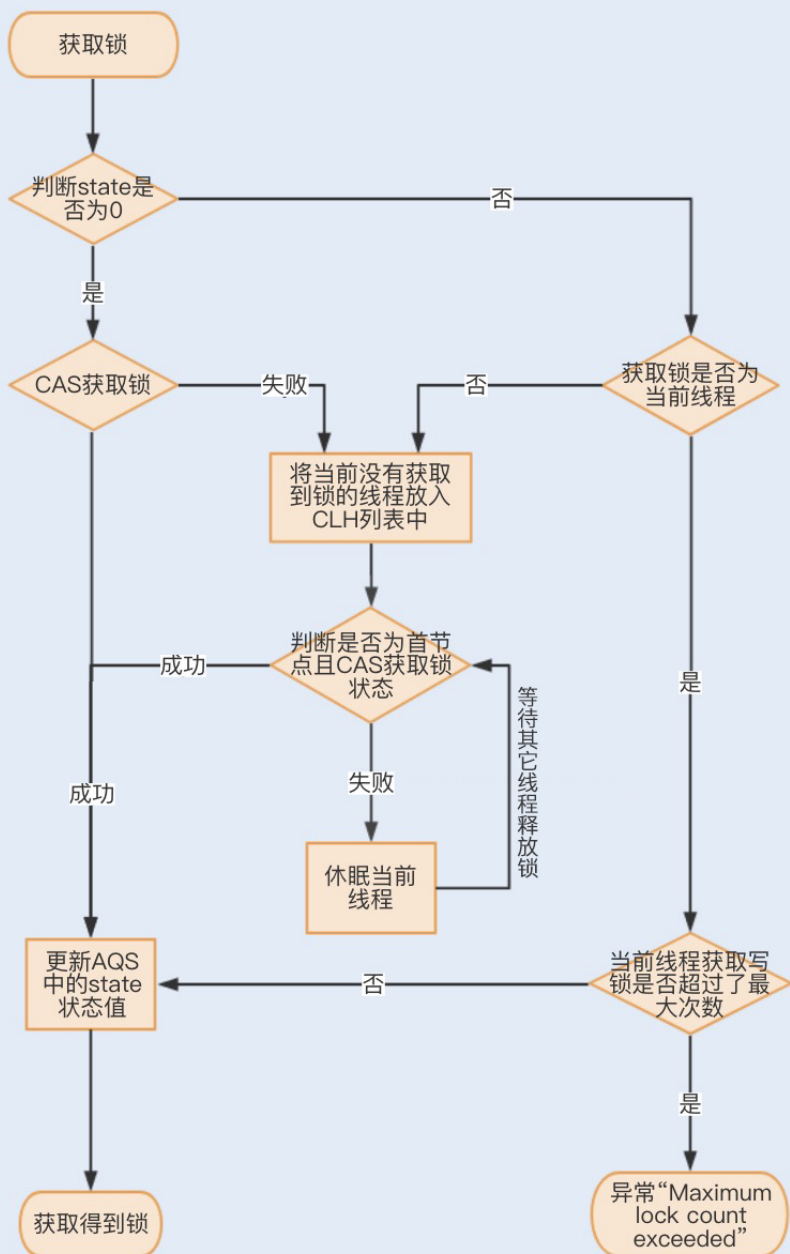 获取锁
判断state是
否为0
否
是
CAS获取锁
失败
否
获取锁是否为
当前线程
将当前没有获取
到锁的线程放入
CLH列表中
判断是否为首节
点且CAS获取锁
状态
成功
等待其它线程释放锁
是
失败
成功
休眠当前
线程
更新AQS
中的state
状态值
否
当前线程获取写
锁是否超过了最
大次数
是
获取得到锁
异常“Maximum
lock count
exceeded”